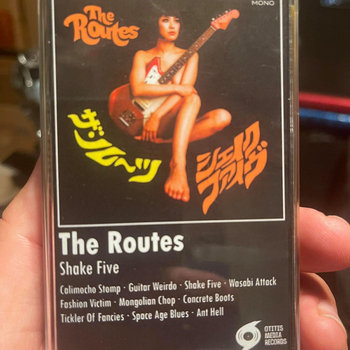 MONO
The
Routes
ザ・ルーツ
シェイク
ファイヴ
The Routes
Shake Five
Calimocho Stomp · Guitar Weirdo · Shake Five · Wasabi Attack
Fashion Victim · Mongolian Chop · Concrete Boots
Tickler Of Fancies · Space Age Blues · Ant Hell
OTITIS
MEDIA
RECORDS